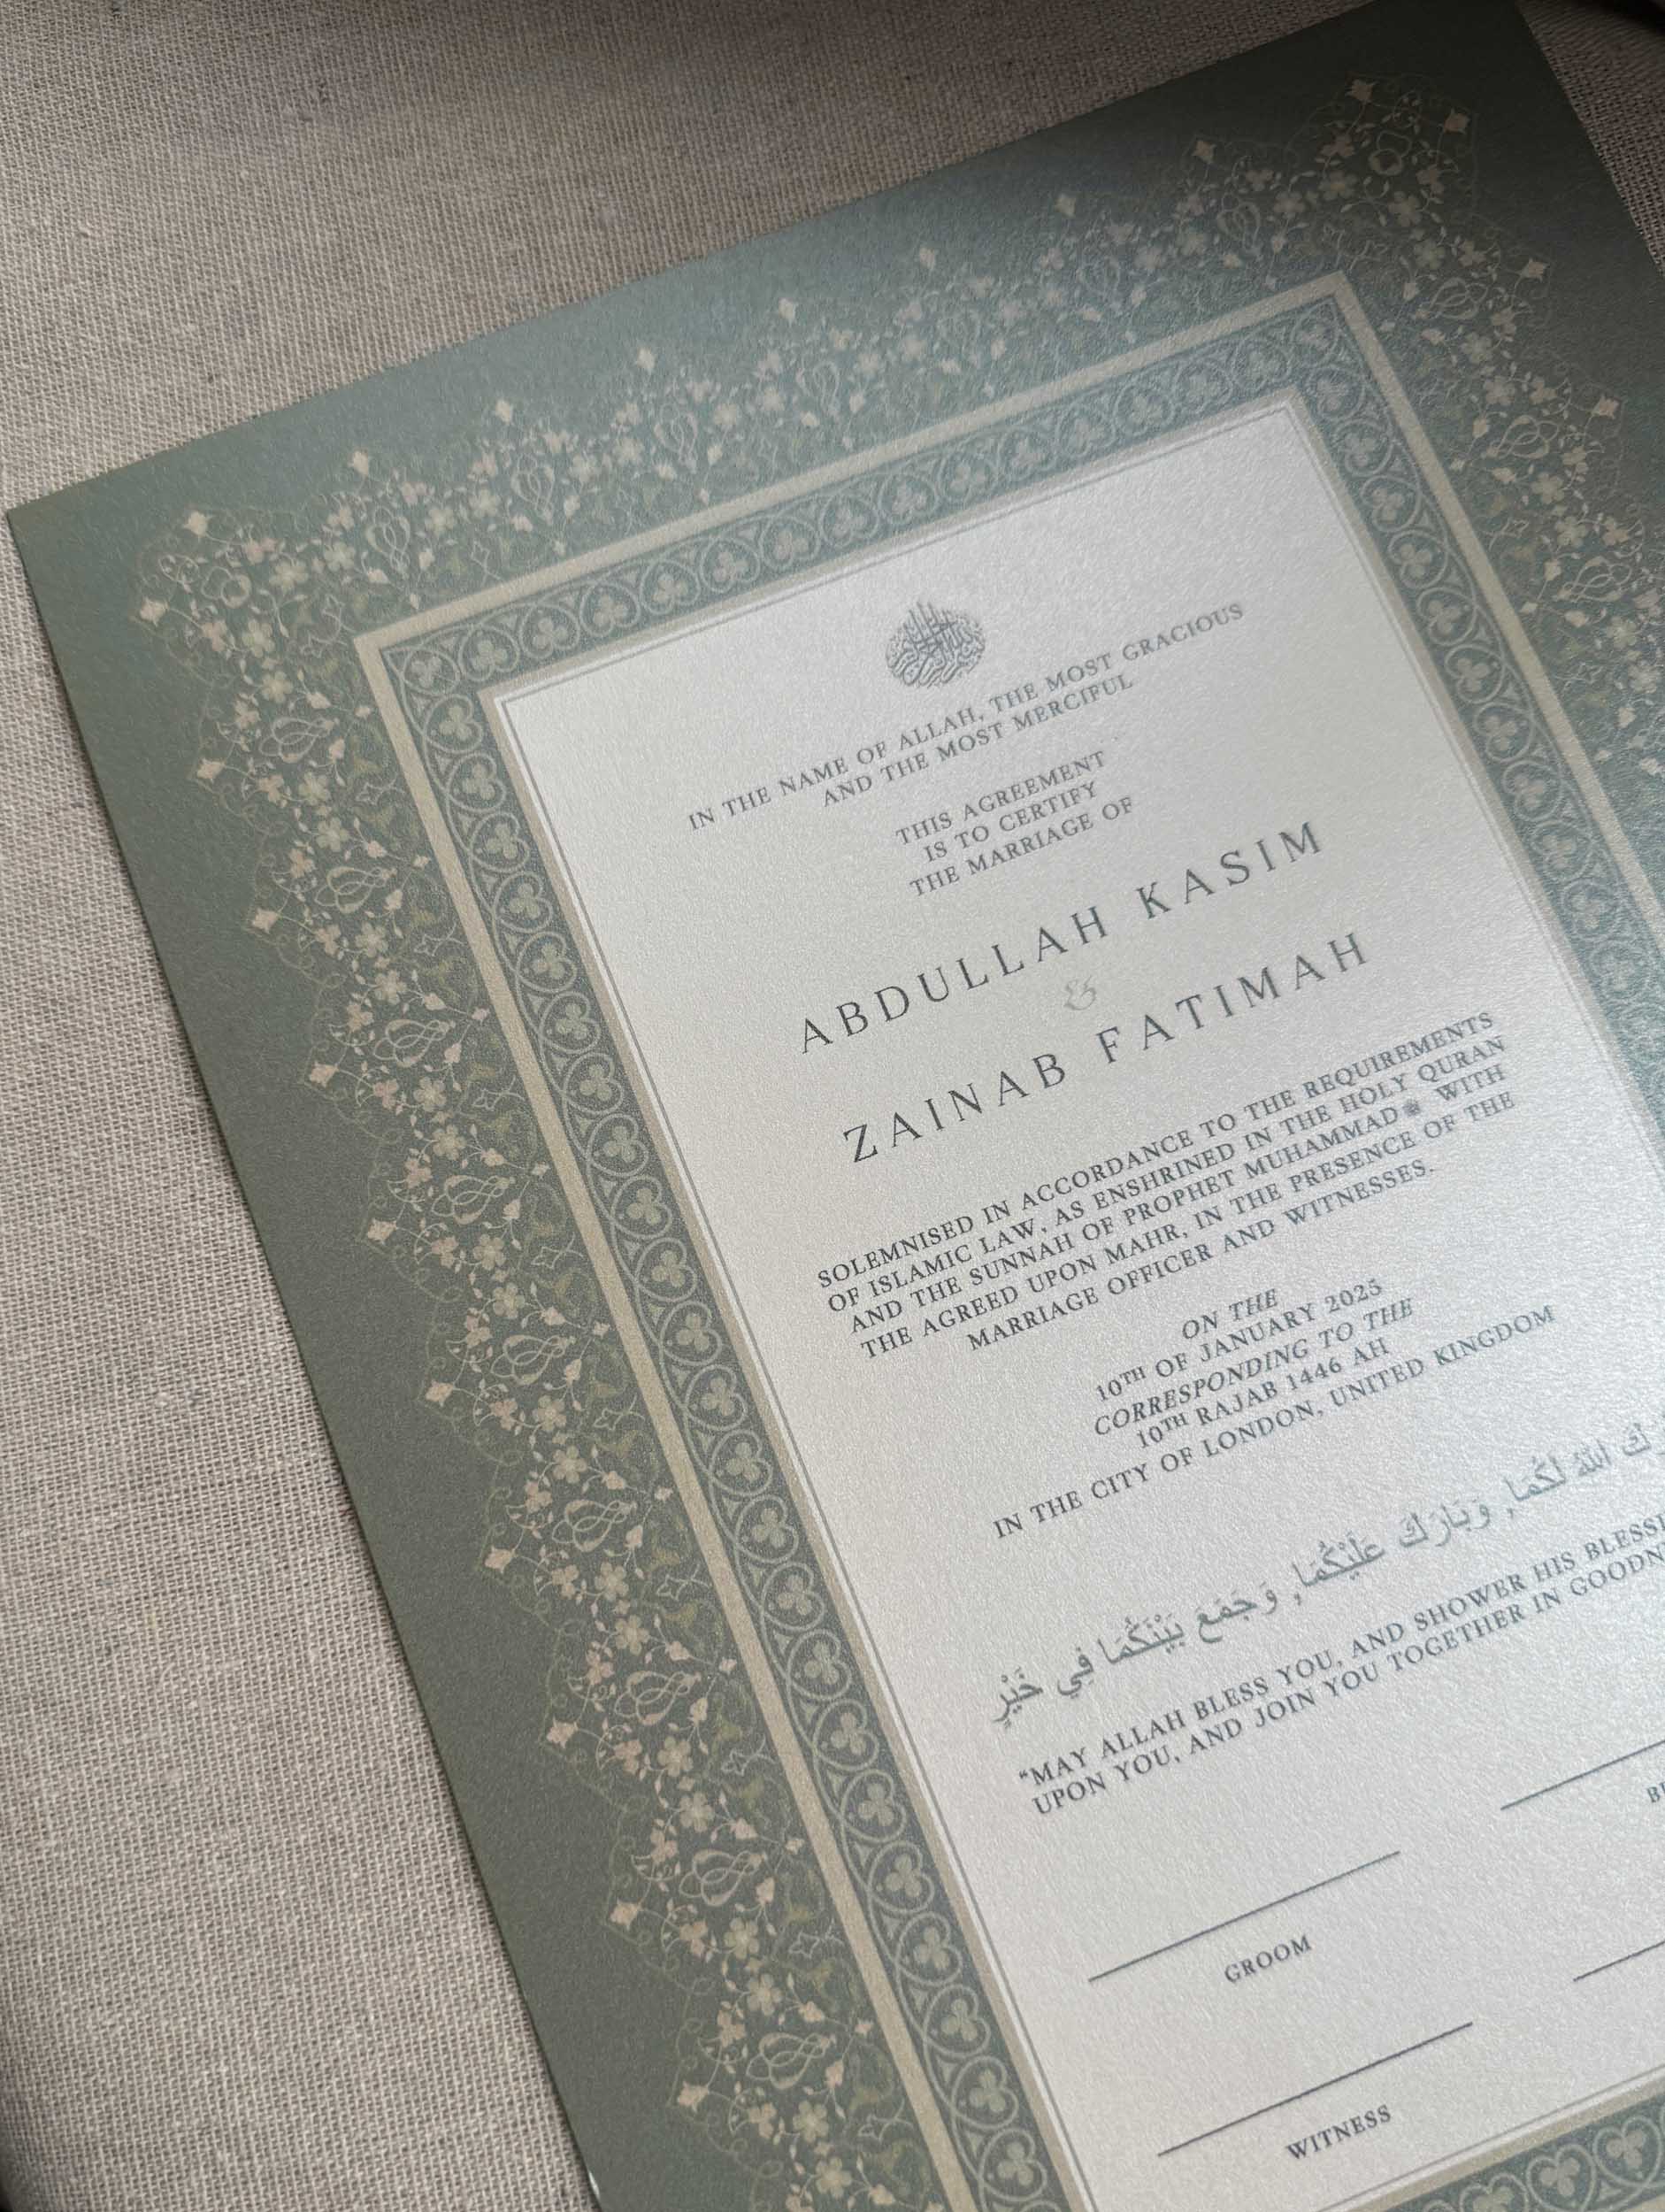 IN THE NAME OF ALLAH, THE MOST GRACIOUS
AND THE MOST MERCIFUL
THIS AGREEMENT
IS TO CERTIFY
THE MARRIAGE OF
ABDULLAH KASIM
&
ZAINAB FATIMAH
SOLEMNISED IN ACCORDANCE TO THE REQUIREMENTS
OF ISLAMIC LAW, AS ENSHRINED IN THE HOLY QURAN
AND THE SUNNAH OF PROPHET MUHAMMAD ﷺ WITH
THE AGREED UPON MAHR, IN THE PRESENCE OF THE
MARRIAGE OFFICER AND WITNESSES.
ON THE
10TH OF JANUARY 2025
CORRESPONDING TO THE
10TH RAJAB 1446 AH
IN THE CITY OF LONDON, UNITED KINGDOM
اللهُ لَكُمَا, وَبَارَكَ عَلَيْكُمَا, وَجَمَعَ بَيْنَكُمَا فِي خَيْرٍ
“MAY ALLAH BLESS YOU, AND SHOWER HIS
UPON YOU, AND JOIN YOU TOGETHER IN
GROOM
WITNESS